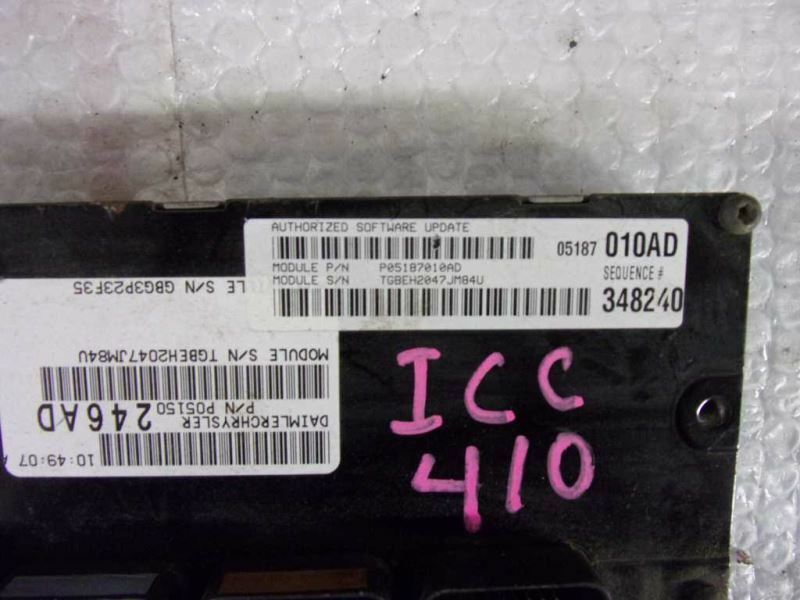 AUTHORIZED SOFTWARE UPDATE
05187 010AD
MODULE P/N P05187010AD
MODULE S/N TGBEH2047JM84U
SEQUENCE #
348240
DAIMLERCHRYSLER
P/N P05150
246AD
MODULE S/N TGBEH2047JM84U
S/N GBG3P23F35
10:49:07
ICC
410